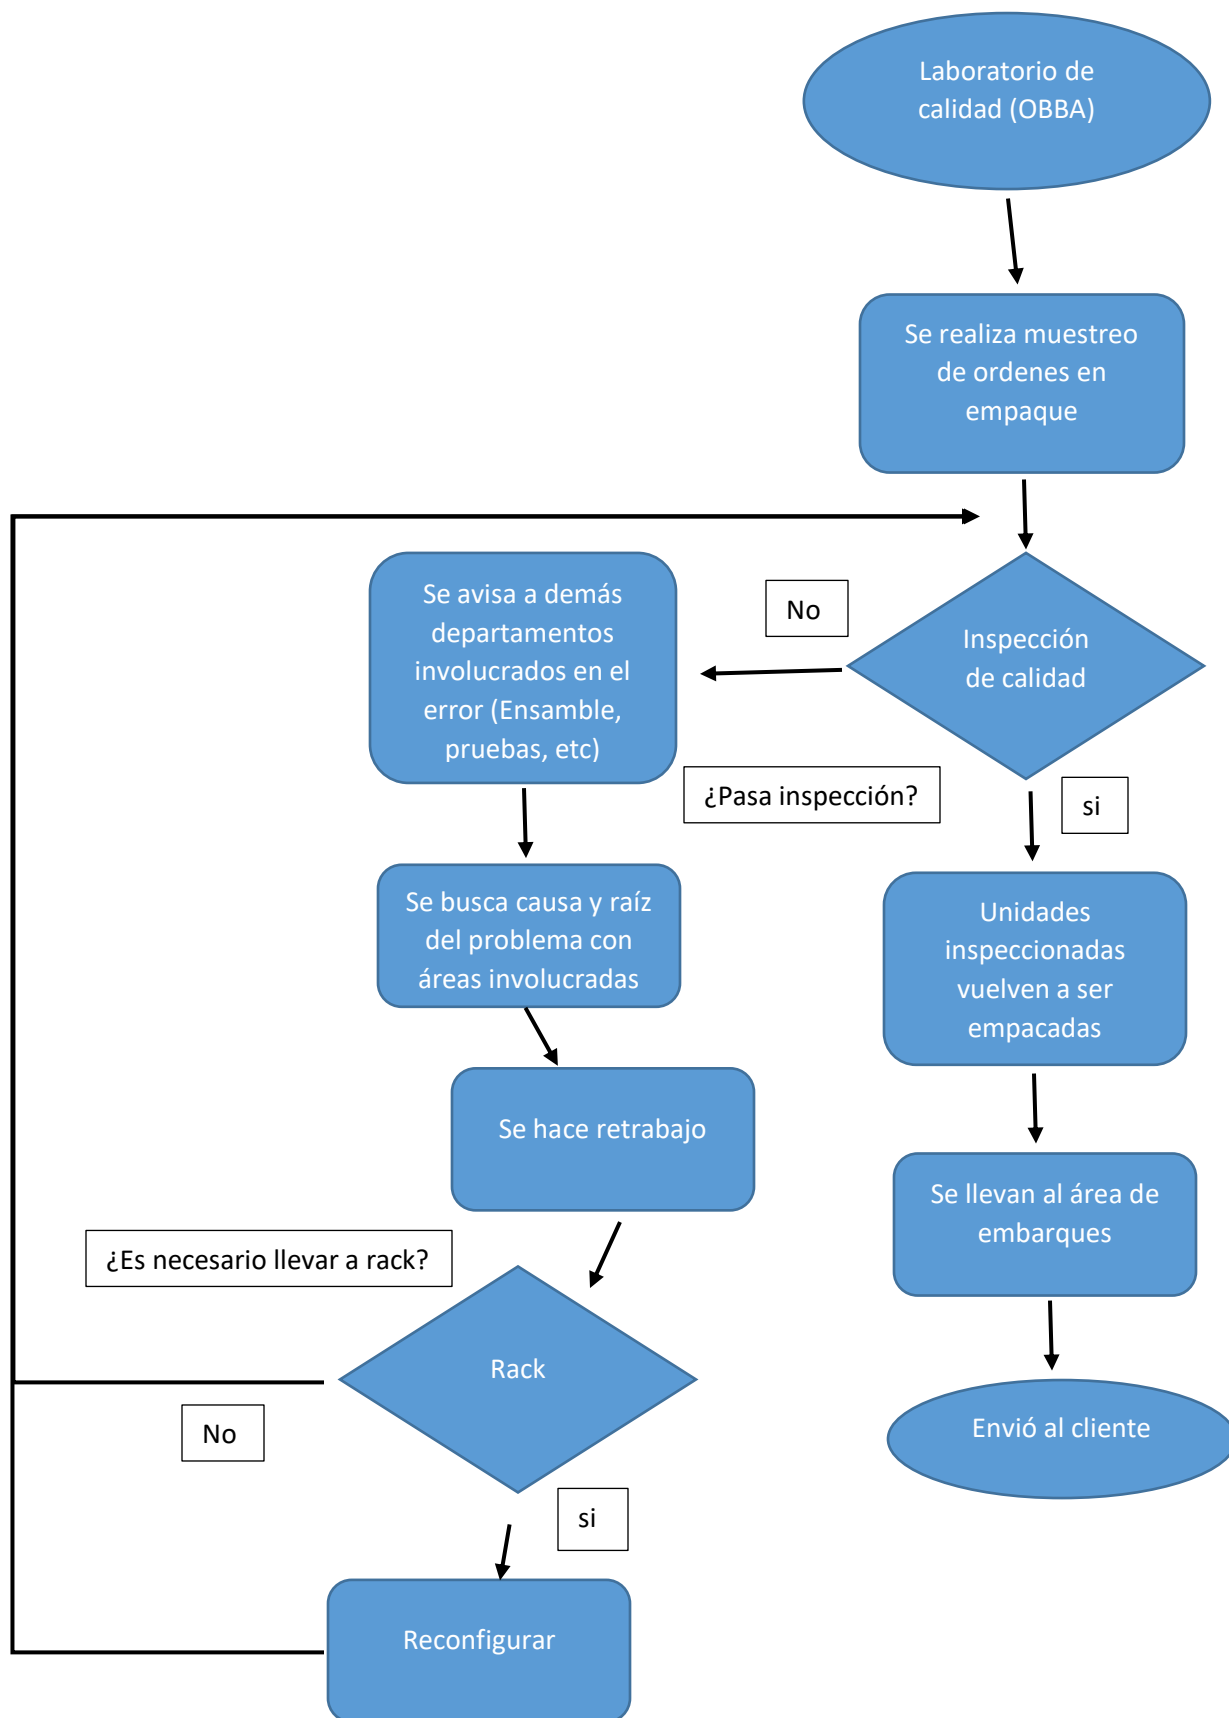 Laboratorio de
calidad (OBBA)
Se realiza muestreo
de ordenes en
empaque
Se avisa a demás
departamentos
involucrados en el
error (Ensamble,
pruebas, etc)
No
Inspección
de calidad
¿Pasa inspección?
si
Se busca causa y raíz
del problema con
áreas involucradas
Unidades
inspeccionadas
vuelven a ser
empacadas
Se hace retrabajo
Se llevan al área de
embarques
¿Es necesario llevar a rack?
Rack
No
Envió al cliente
si
Reconfigurar